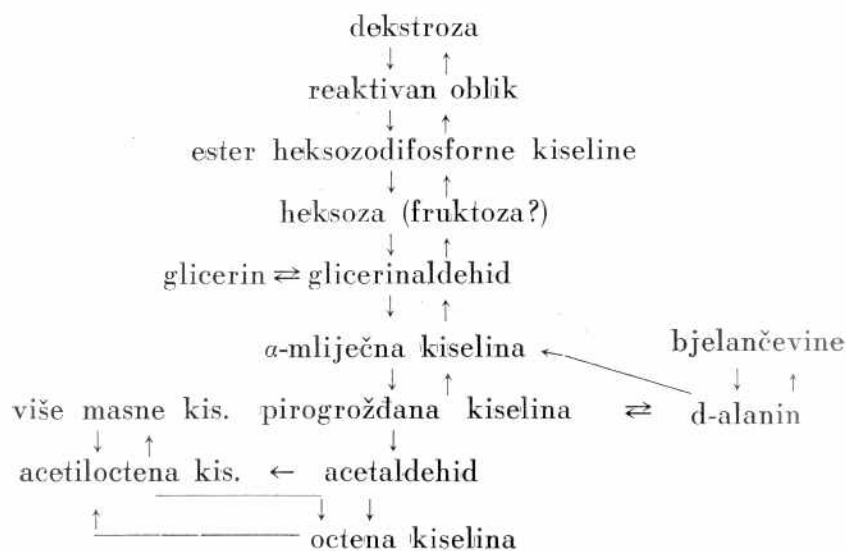 dekstroza
↓ ↑
reaktivan oblik
↓ ↑
ester heksozodifosforne kiseline
↓ ↑
heksoza (fruktoza?)
↓ ↑
glicerin ⇄ glicerinaldehid
↓ ↑
α-mliječna kiselina ← bjelančevine
↓ ↑ ↓ ↑
više masne kis. pirogrožđana kiselina ⇄ d-alanin
↓ ↑ ↓
acetiloctena kis. ← acetaldehid
↑ ↓ ↓
octena kiselina